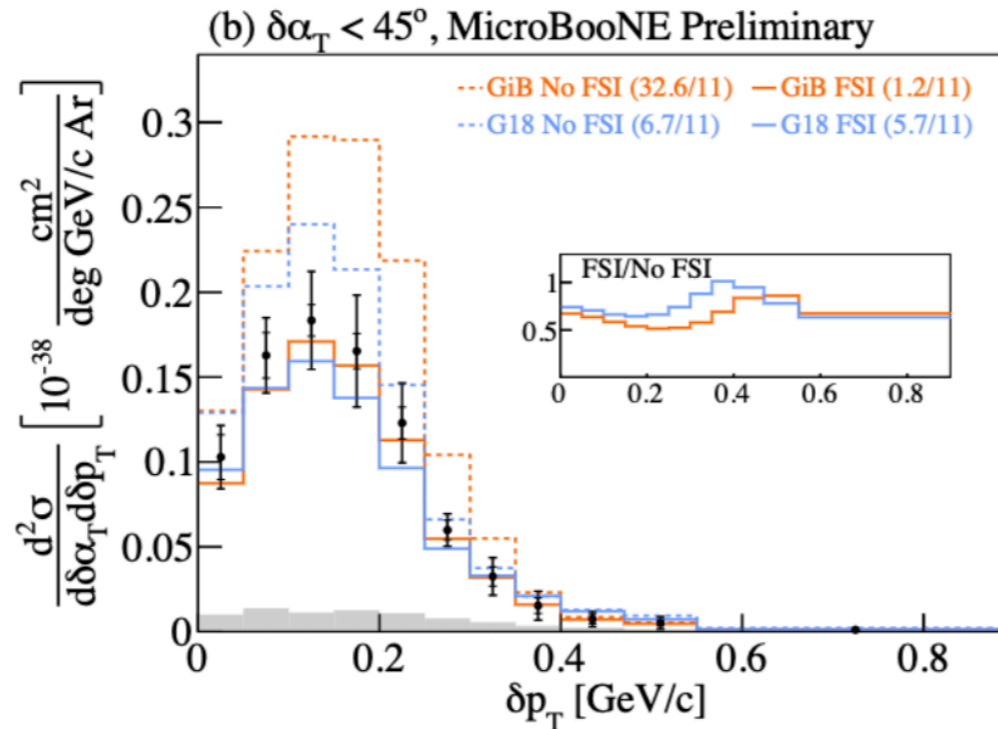 (b) δα_T < 45°, MicroBooNE Preliminary
GiB No FSI (32.6/11) GiB FSI (1.2/11)
G18 No FSI (6.7/11) G18 FSI (5.7/11)
d²σ/dδα_T dδp_T [10⁻³⁸ cm²/deg GeV/c Ar]
0.3
0.25
0.2
0.15
0.1
0.05
0
FSI/No FSI
1
0.5
0 0.2 0.4 0.6 0.8
0 0.2 0.4 0.6 0.8
δp_T [GeV/c]